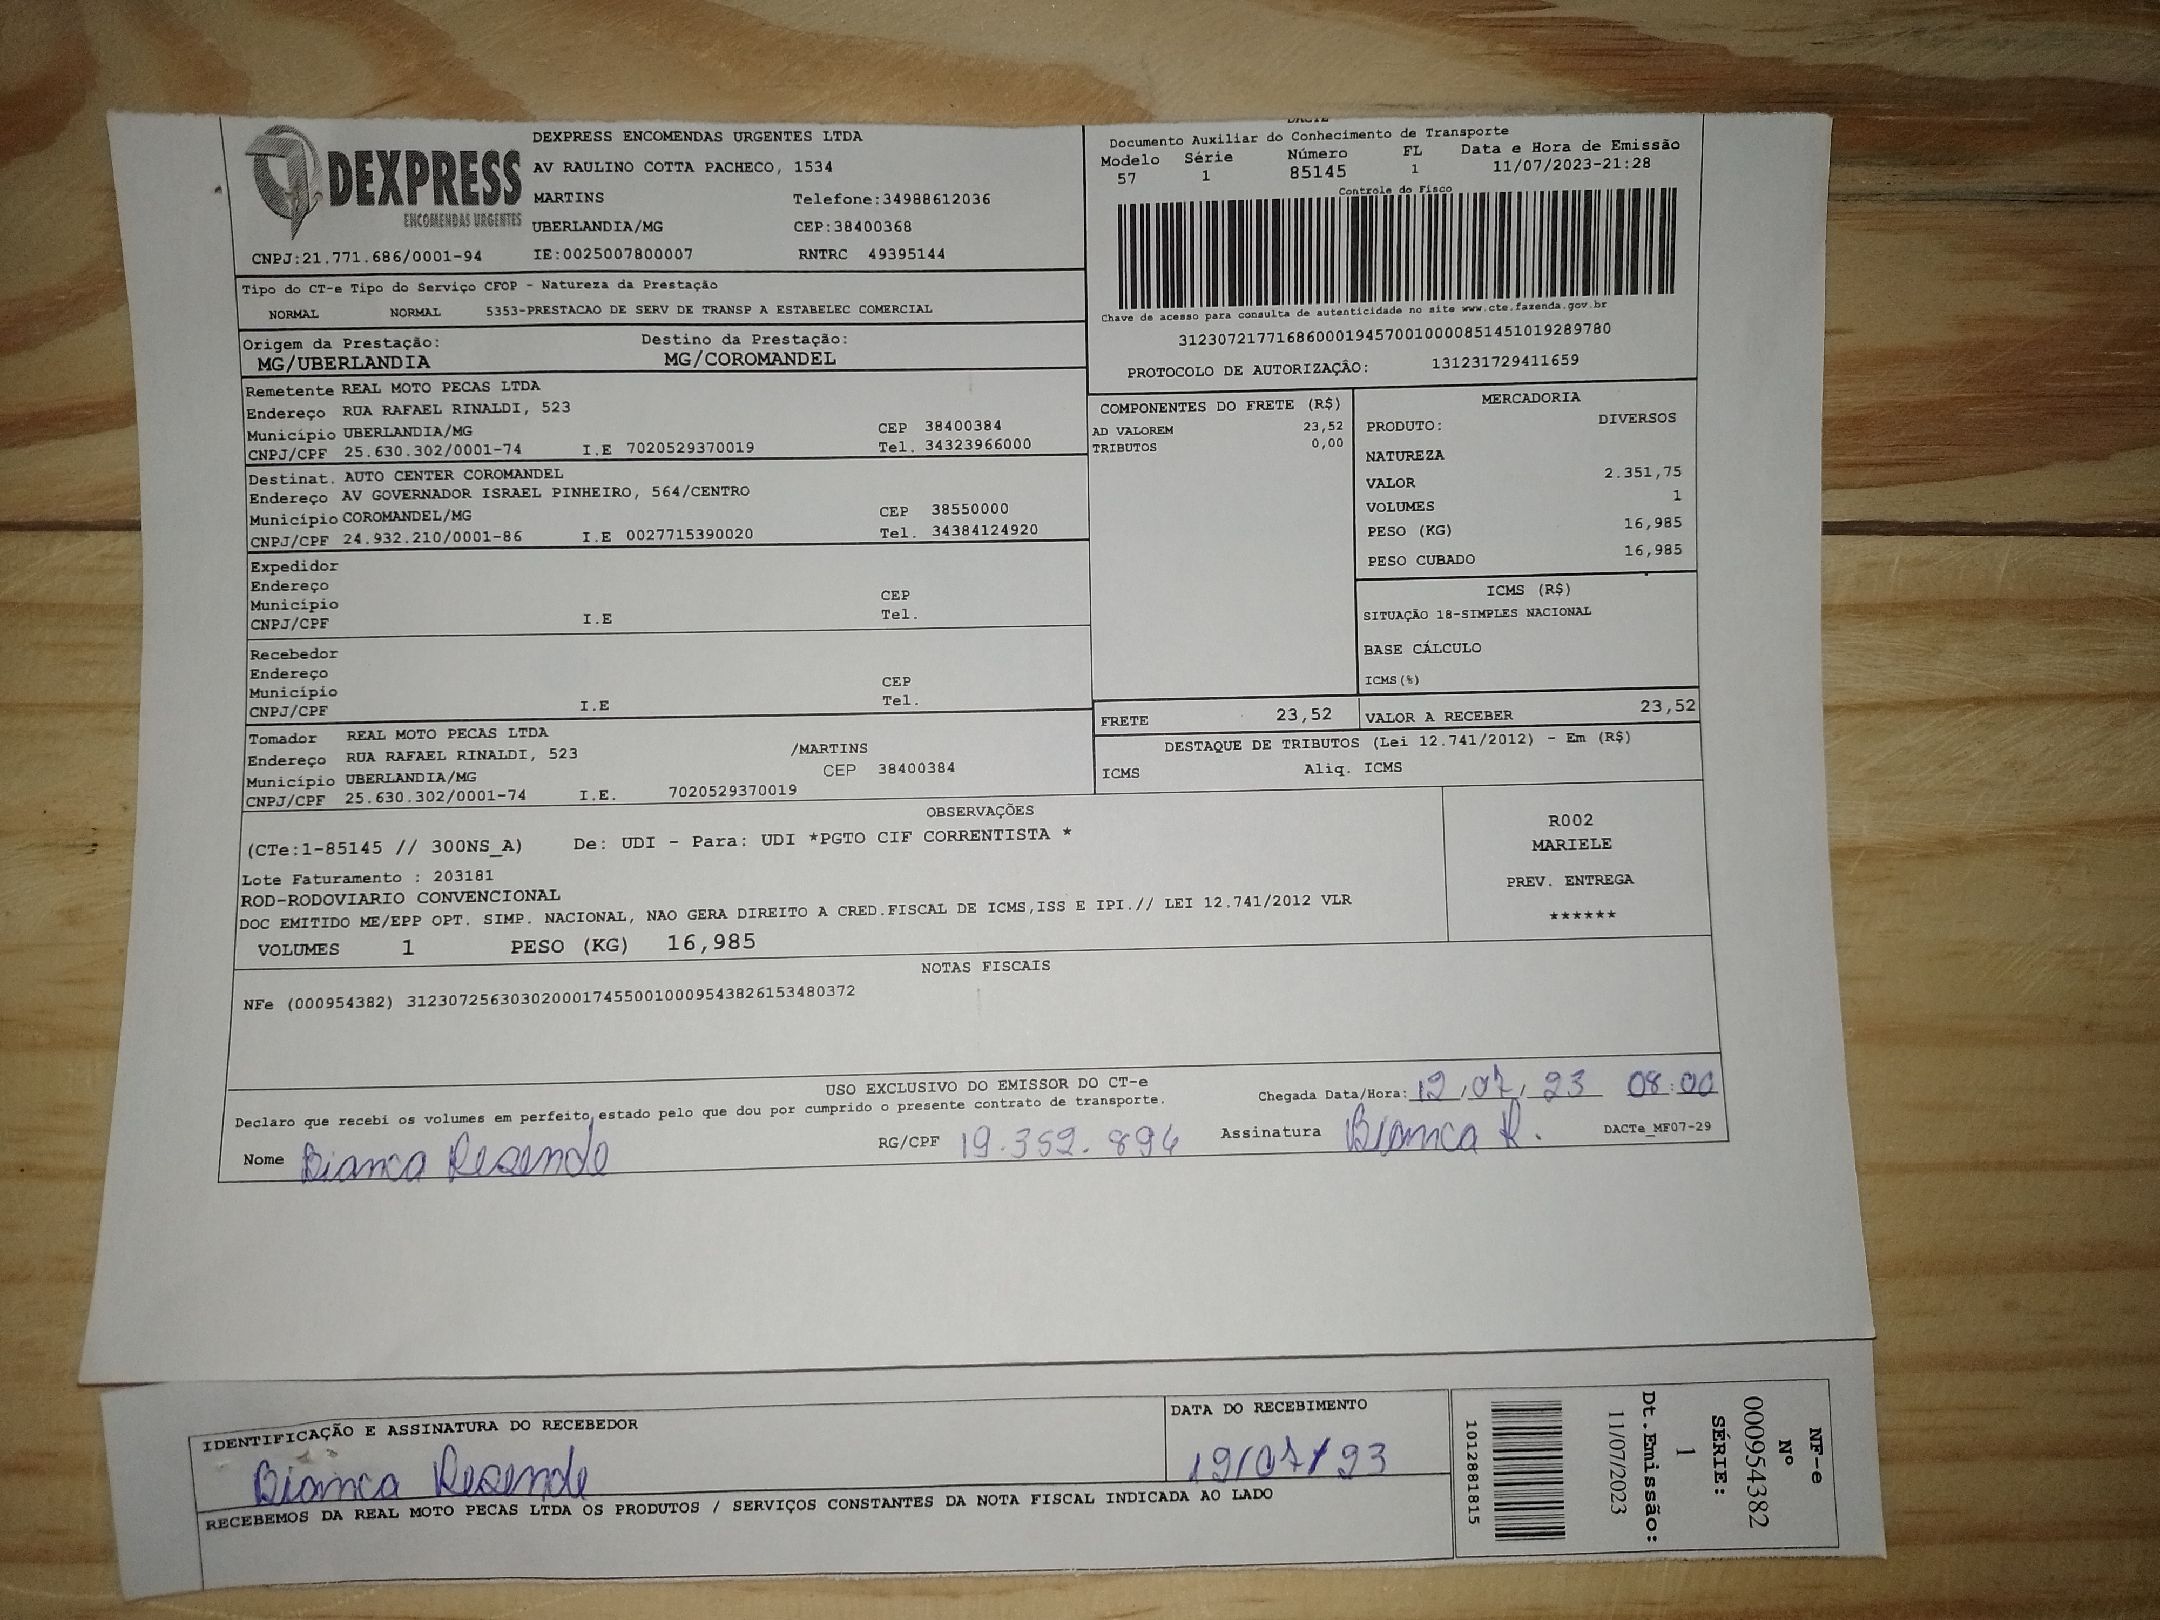 DACTE
DEXPRESS
ENCOMENDAS URGENTES
CNPJ:21.771.686/0001-94
DEXPRESS ENCOMENDAS URGENTES LTDA
AV RAULINO COTTA PACHECO, 1534
MARTINS Telefone:34988612036
UBERLANDIA/MG CEP:38400368
IE:0025007800007 RNTRC 49395144
Documento Auxiliar do Conhecimento de Transporte
Modelo Série Número FL Data e Hora de Emissão
57 1 85145 1 11/07/2023-21:28
Controle do Fisco
Chave de acesso para consulta de autenticidade no site www.cte.fazenda.gov.br
31230721771686000194570010000851451019289780
PROTOCOLO DE AUTORIZAÇÂO: 131231729411659
Tipo do CT-e Tipo do Serviço CFOP - Natureza da Prestação
NORMAL NORMAL 5353-PRESTACAO DE SERV DE TRANSP A ESTABELEC COMERCIAL
Origem da Prestação: Destino da Prestação:
MG/UBERLANDIA MG/COROMANDEL
Remetente REAL MOTO PECAS LTDA
Endereço RUA RAFAEL RINALDI, 523
Município UBERLANDIA/MG CEP 38400384
CNPJ/CPF 25.630.302/0001-74 I.E 7020529370019 Tel. 34323966000
Destinat. AUTO CENTER COROMANDEL
Endereço AV GOVERNADOR ISRAEL PINHEIRO, 564/CENTRO
Município COROMANDEL/MG CEP 38550000
CNPJ/CPF 24.932.210/0001-86 I.E 0027715390020 Tel. 34384124920
Expedidor
Endereço
Município CEP
CNPJ/CPF I.E Tel.
Recebedor
Endereço
Município CEP
CNPJ/CPF I.E Tel.
Tomador REAL MOTO PECAS LTDA
Endereço RUA RAFAEL RINALDI, 523 /MARTINS
Município UBERLANDIA/MG CEP 38400384
CNPJ/CPF 25.630.302/0001-74 I.E. 7020529370019
COMPONENTES DO FRETE (R$)
AD VALOREM 23,52
TRIBUTOS 0,00
MERCADORIA
PRODUTO: DIVERSOS
NATUREZA
VALOR 2.351,75
VOLUMES 1
PESO (KG) 16,985
PESO CUBADO 16,985
ICMS (R$)
SITUAÇÃO 18-SIMPLES NACIONAL
BASE CÁLCULO
ICMS(%)
FRETE 23,52 VALOR A RECEBER 23,52
DESTAQUE DE TRIBUTOS (Lei 12.741/2012) - Em (R$)
ICMS Aliq. ICMS
OBSERVAÇÕES
(CTe:1-85145 // 300NS_A) De: UDI - Para: UDI *PGTO CIF CORRENTISTA *
Lote Faturamento : 203181
ROD-RODOVIARIO CONVENCIONAL
DOC EMITIDO ME/EPP OPT. SIMP. NACIONAL, NAO GERA DIREITO A CRED.FISCAL DE ICMS,ISS E IPI.// LEI 12.741/2012 VLR
VOLUMES 1 PESO (KG) 16,985
R002
MARIELE
PREV. ENTREGA
******
NOTAS FISCAIS
NFe (000954382) 31230725630302000174550010009543826153480372
USO EXCLUSIVO DO EMISSOR DO CT-e
Declaro que recebi os volumes em perfeito estado pelo que dou por cumprido o presente contrato de transporte.
Chegada Data/Hora: 12/07/23 08:00
Nome Bianca Resende RG/CPF 19.352.894 Assinatura Bianca R. DACTe_MF07-29
IDENTIFICAÇÃO E ASSINATURA DO RECEBEDOR
Bianca Resende
DATA DO RECEBIMENTO
12/07/23
RECEBEMOS DA REAL MOTO PECAS LTDA OS PRODUTOS / SERVIÇOS CONSTANTES DA NOTA FISCAL INDICADA AO LADO
NF-e
Nº
000954382
SÉRIE:
1
Dt.Emissão:
11/07/2023
1012881815